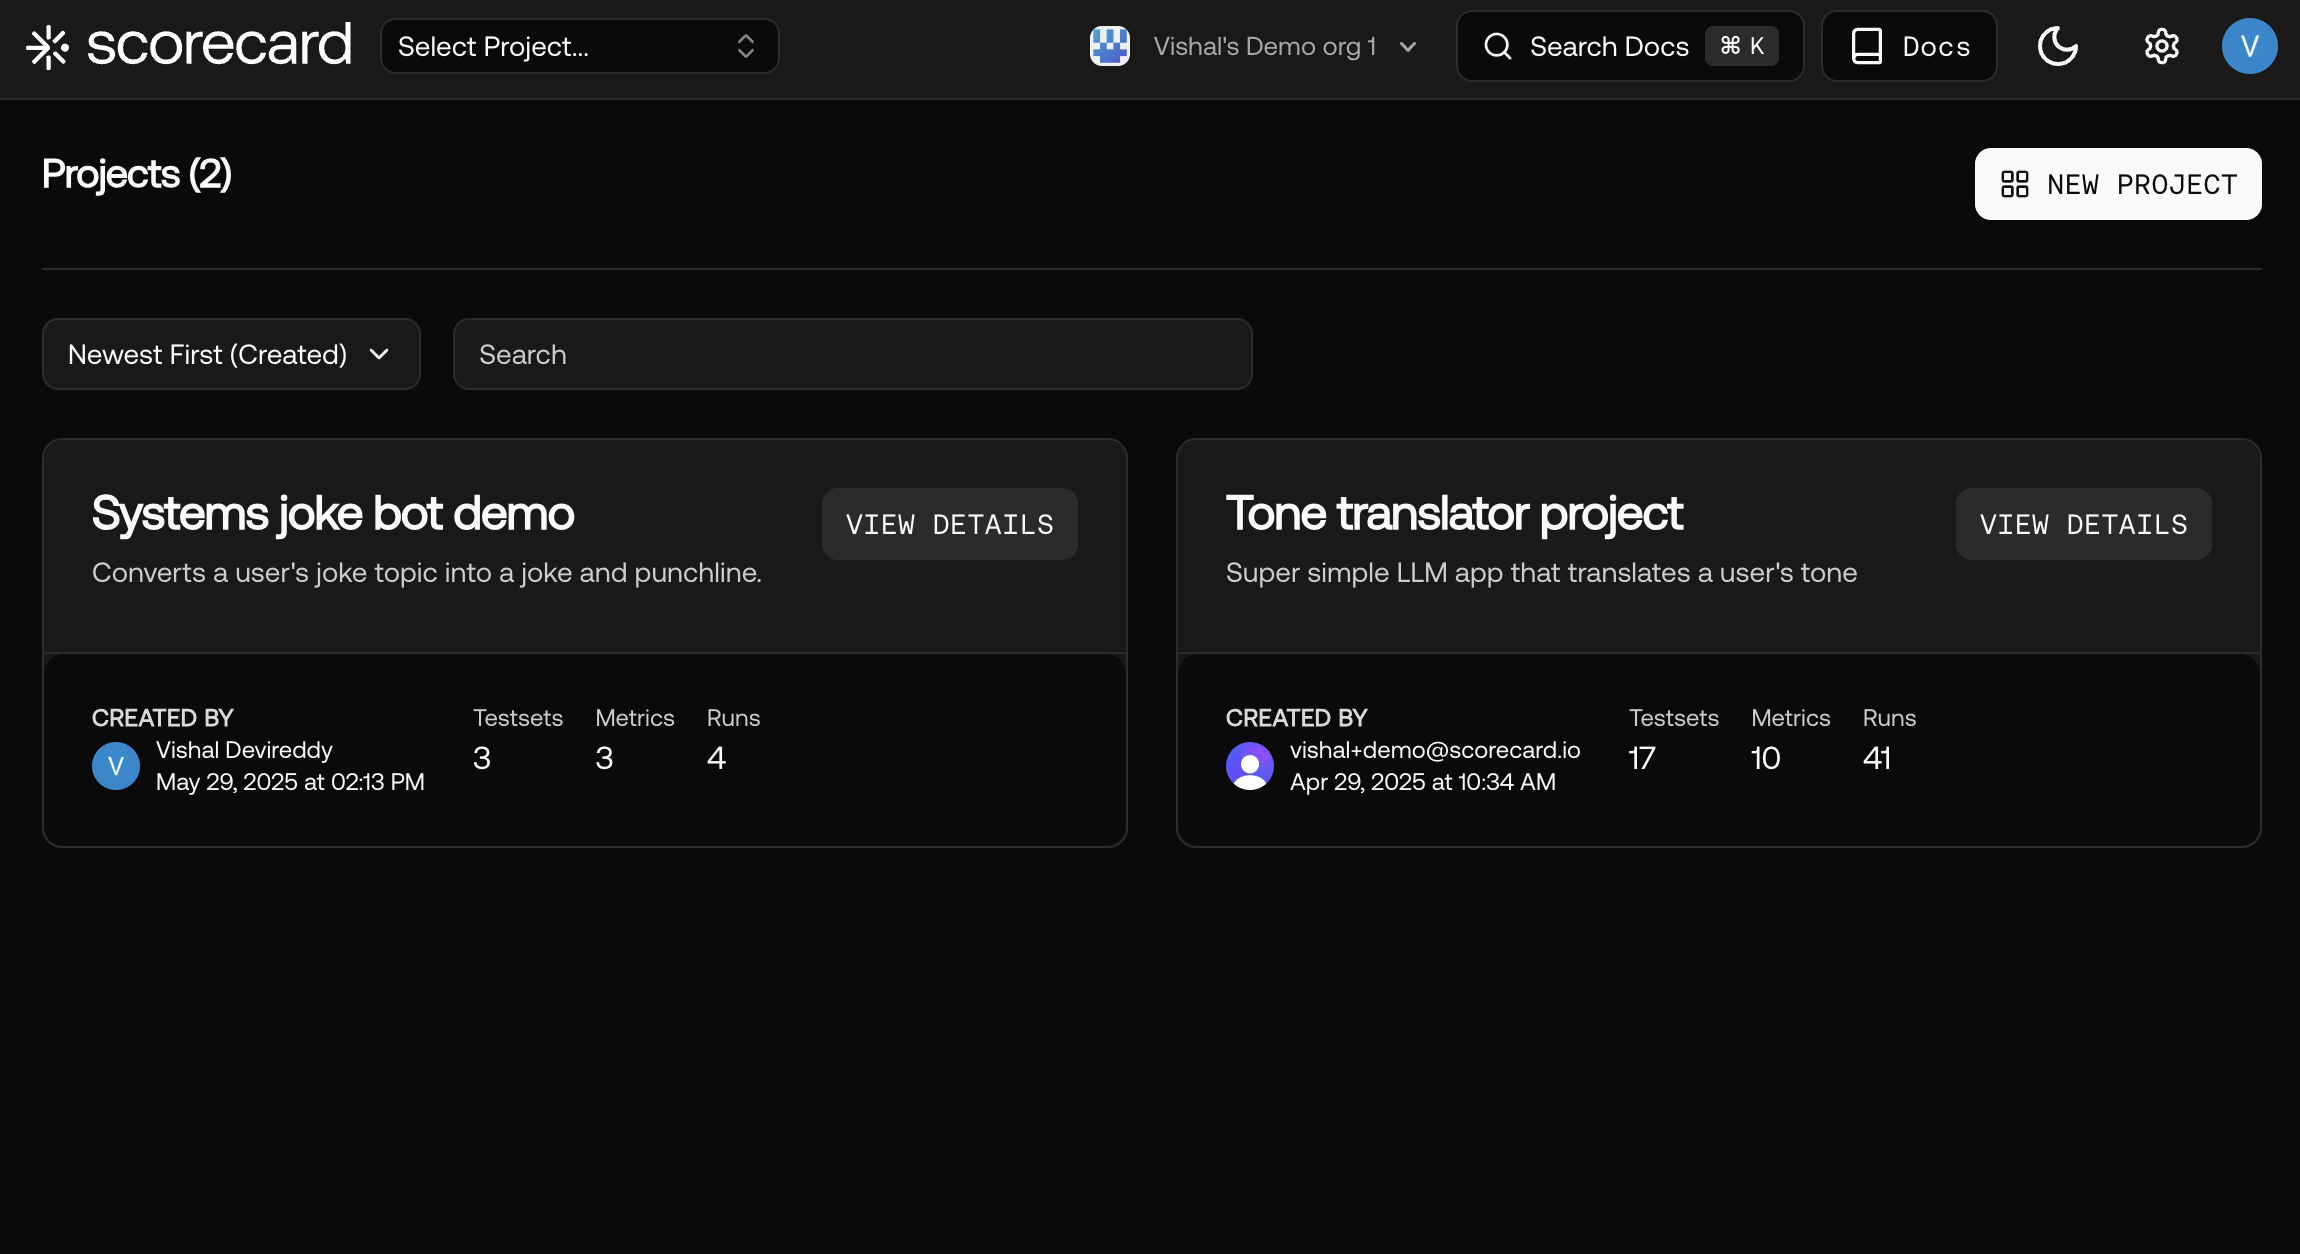 scorecard
Select Project...
Vishal's Demo org 1
Search Docs
⌘ K
Docs
V
Projects (2)
NEW PROJECT
Newest First (Created)
Search
Systems joke bot demo
VIEW DETAILS
Converts a user's joke topic into a joke and punchline.
CREATED BY
V
Vishal Devireddy
May 29, 2025 at 02:13 PM
Testsets
3
Metrics
3
Runs
4
Tone translator project
VIEW DETAILS
Super simple LLM app that translates a user's tone
CREATED BY
vishal+demo@scorecard.io
Apr 29, 2025 at 10:34 AM
Testsets
17
Metrics
10
Runs
41